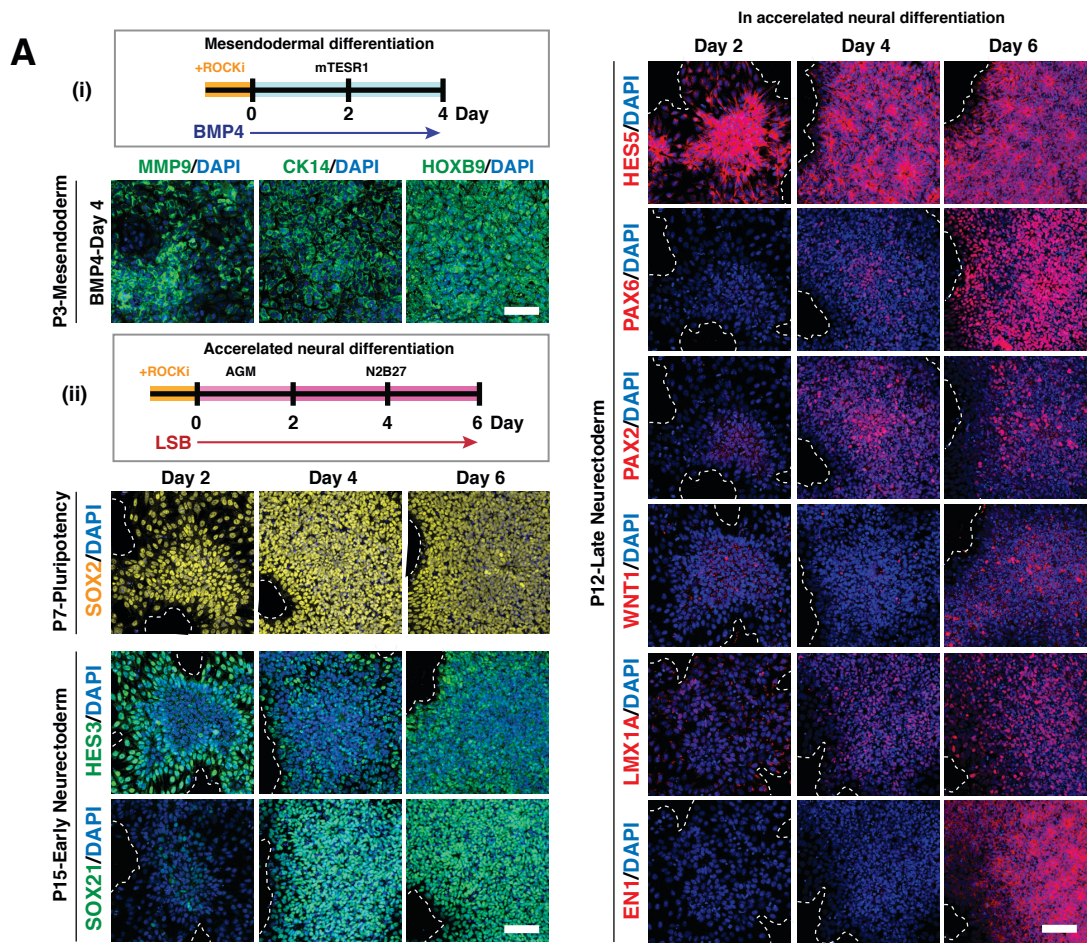 A
(i)
Mesendodermal differentiation
+ROCKi
mTESR1
0
2
4
Day
BMP4
MMP9/DAPI
CK14/DAPI
HOXB9/DAPI
P3-Mesendoderm
BMP4-Day 4
(ii)
Accerelated neural differentiation
+ROCKi
AGM
N2B27
0
2
4
6
Day
LSB
Day 2
Day 4
Day 6
P7-Pluripotency
SOX2/DAPI
P15-Early Neurectoderm
HES3/DAPI
SOX21/DAPI
In accerelated neural differentiation
Day 2
Day 4
Day 6
P12-Late Neurectoderm
HES5/DAPI
PAX6/DAPI
PAX2/DAPI
WNT1/DAPI
LMX1A/DAPI
EN1/DAPI